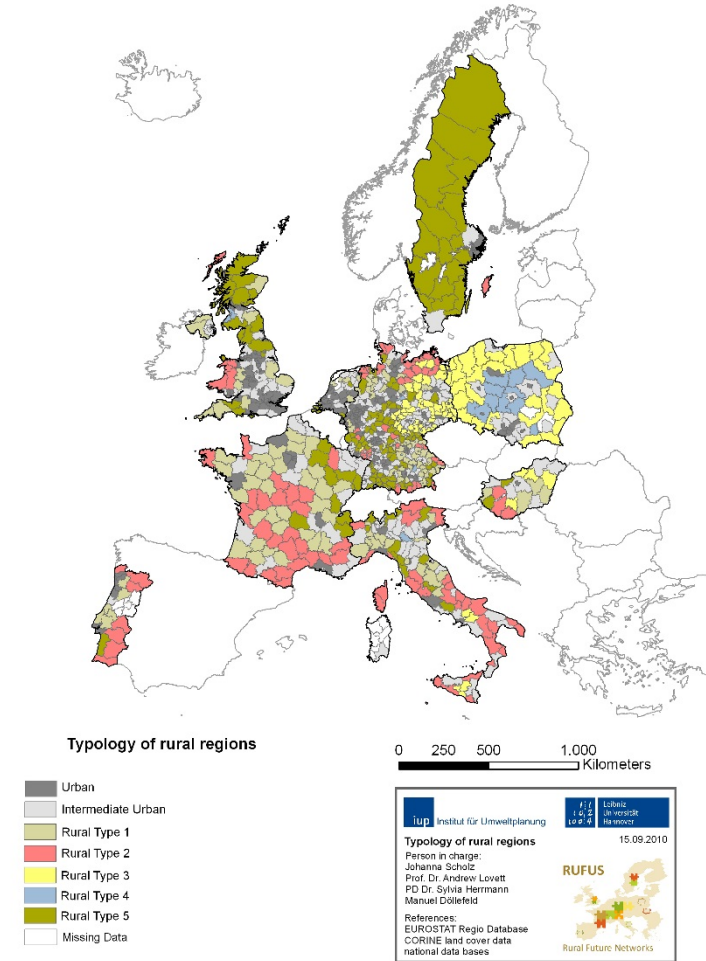 Typology of rural regions
Urban
Intermediate Urban
Rural Type 1
Rural Type 2
Rural Type 3
Rural Type 4
Rural Type 5
Missing Data
0 250 500 1.000
Kilometers
iup Institut für Umweltplanung
Leibniz
Universität
Hannover
Typology of rural regions 15.09.2010
Person in charge:
Johanna Scholz
Prof. Dr. Andrew Lovett
PD Dr. Sylvia Herrmann
Manuel Döllefeld
References:
EUROSTAT Regio Database
CORINE land cover data
national data bases
RUFUS
Rural Future Networks